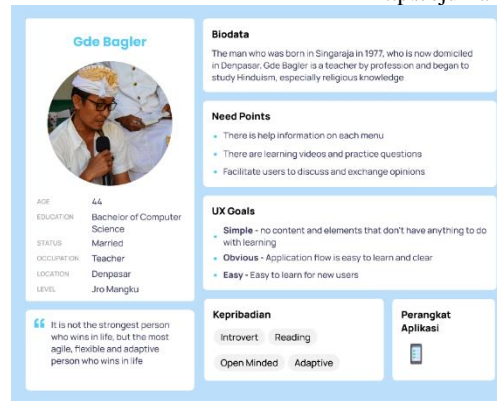 Gde Bagler
AGE 44
EDUCATION Bachelor of Computer
Science
STATUS Married
OCCUPATION Teacher
LOCATION Denpasar
LEVEL Jro Mangku
It is not the strongest person
who wins in life, but the most
agile, flexible and adaptive
person who wins in life
Biodata
The man who was born in Singaraja in 1977, who is now domiciled
in Denpasar, Gde Bagler is a teacher by profession and began to
study Hinduism, especially religious knowledge
Need Points
There is help information on each menu
There are learning videos and practice questions
Facilitate users to discuss and exchange opinions
UX Goals
Simple - no content and elements that don't have anything to do
with learning
Obvious - Application flow is easy to learn and clear
Easy - Easy to learn for new users
Kepribadian
Introvert Reading
Open Minded Adaptive
Perangkat
Aplikasi